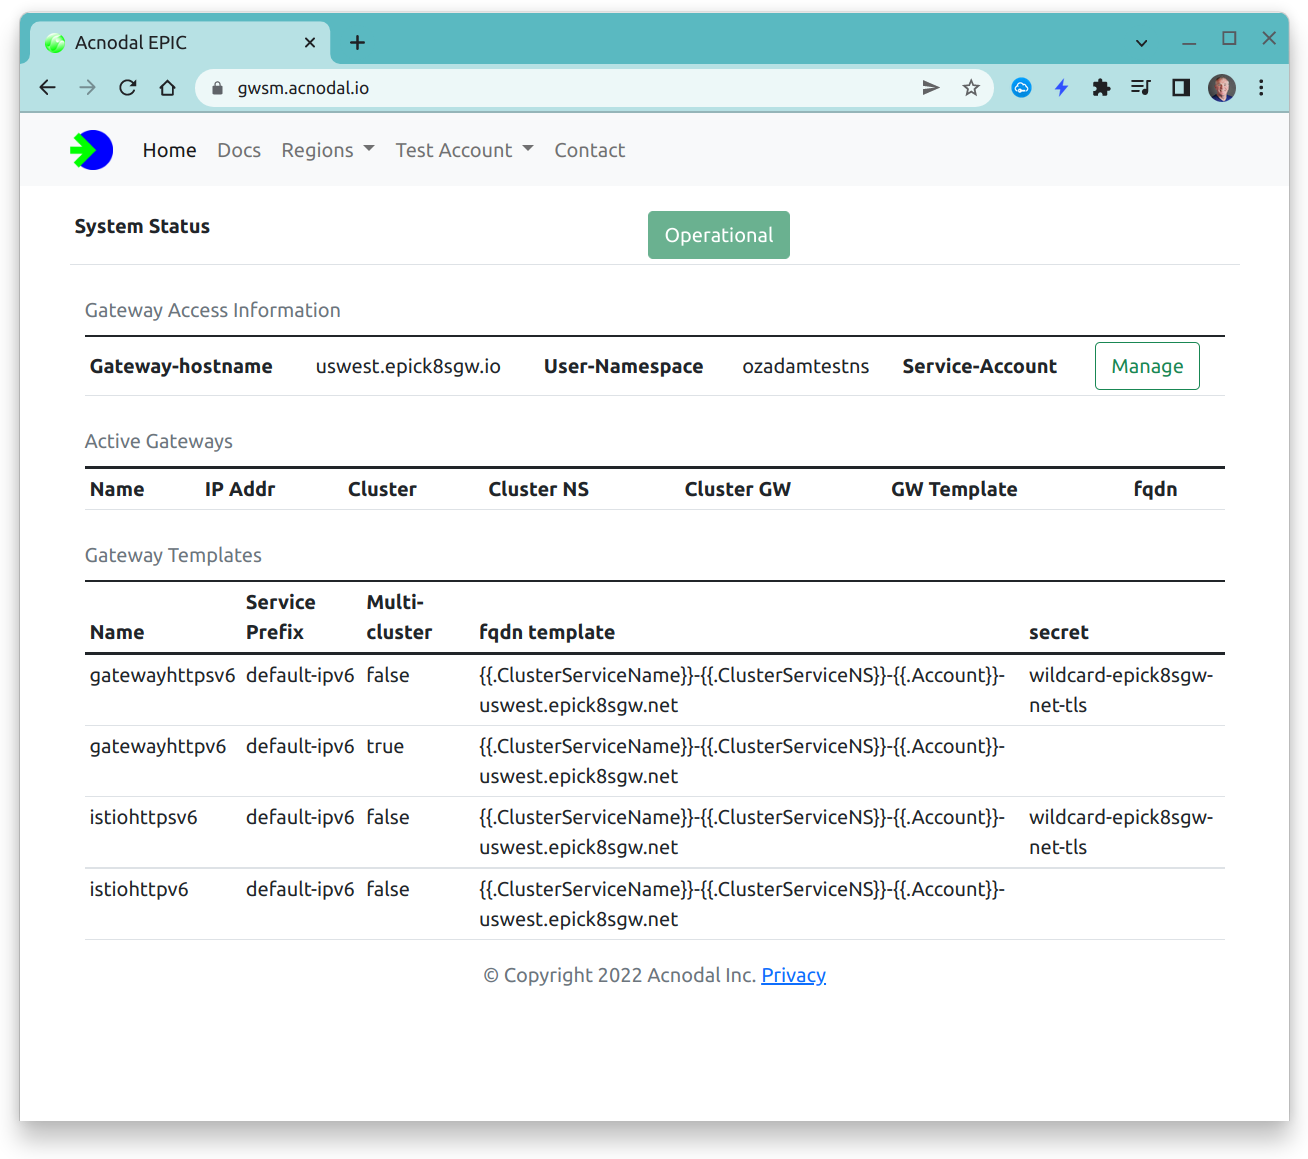 Acnodal EPIC
gwsm.acnodal.io
Home Docs Regions Test Account Contact
System Status Operational
Gateway Access Information
Gateway-hostname uswest.epick8sgw.io User-Namespace ozadamtestns Service-Account Manage
Active Gateways
Name IP Addr Cluster Cluster NS Cluster GW GW Template fqdn
Gateway Templates
Name Service Prefix Multi-cluster fqdn template secret
gatewayhttpsv6 default-ipv6 false {{.ClusterServiceName}}-{{.ClusterServiceNS}}-{{.Account}}- wildcard-epick8sgw-
uswest.epick8sgw.net net-tls
gatewayhttpv6 default-ipv6 true {{.ClusterServiceName}}-{{.ClusterServiceNS}}-{{.Account}}-
uswest.epick8sgw.net
istiohttpsv6 default-ipv6 false {{.ClusterServiceName}}-{{.ClusterServiceNS}}-{{.Account}}- wildcard-epick8sgw-
uswest.epick8sgw.net net-tls
istiohttpv6 default-ipv6 false {{.ClusterServiceName}}-{{.ClusterServiceNS}}-{{.Account}}-
uswest.epick8sgw.net
© Copyright 2022 Acnodal Inc. Privacy